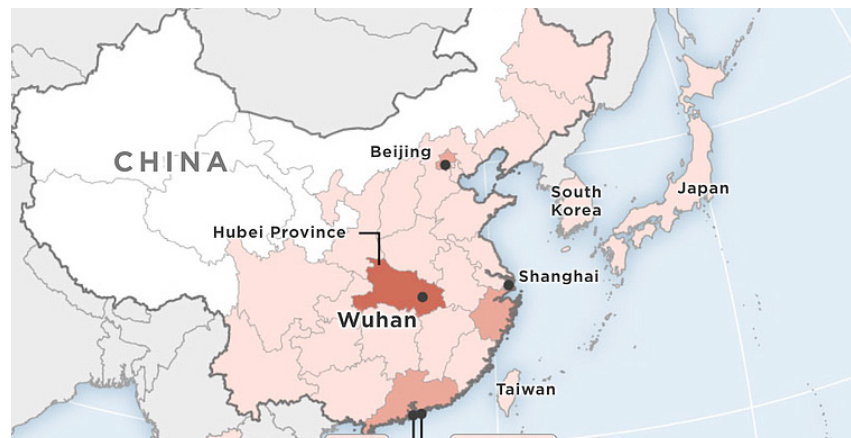 Beijing
CHINA
South
Korea
Japan
Hubei Province
Shanghai
Wuhan
Taiwan